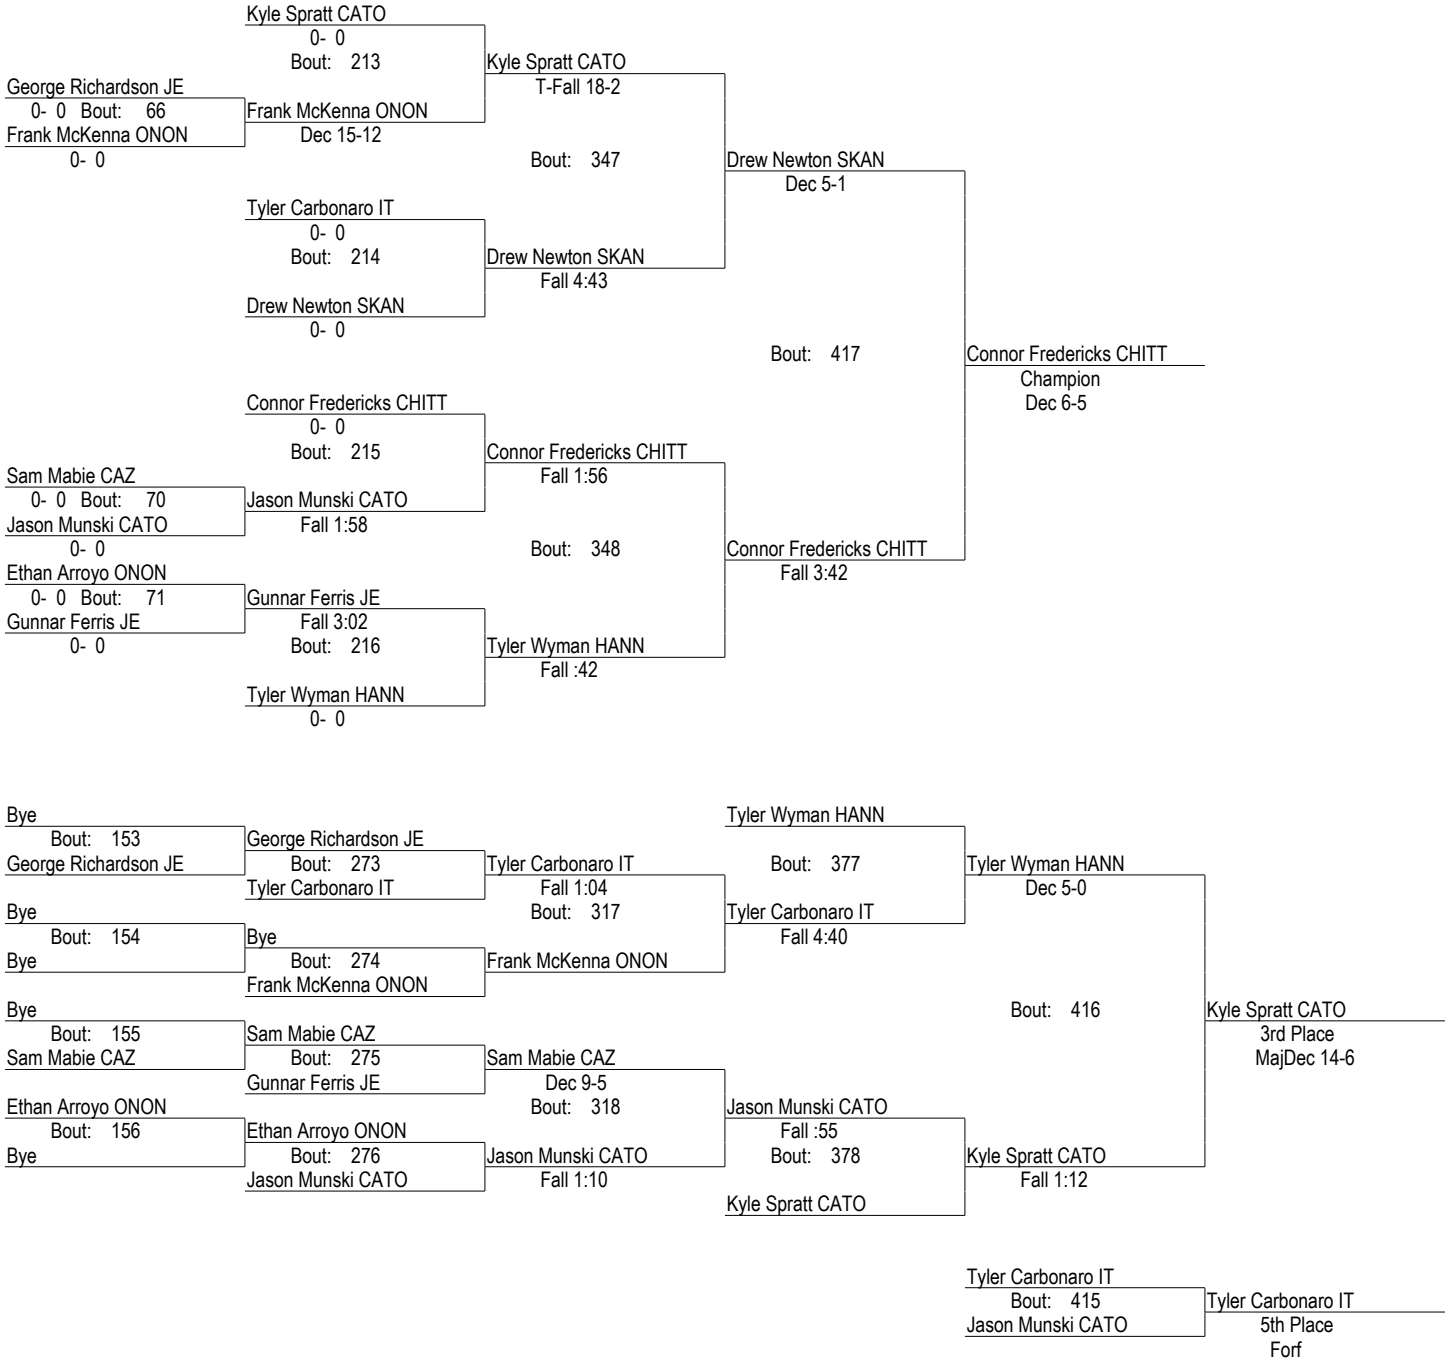 Kyle Spratt CATO
0- 0
Bout: 213
Kyle Spratt CATO
George Richardson JE
T-Fall 18-2
0- 0 Bout: 66
Frank McKenna ONON
Frank McKenna ONON
Dec 15-12
0- 0
Bout: 347
Drew Newton SKAN
Dec 5-1
Tyler Carbonaro IT
0- 0
Bout: 214
Drew Newton SKAN
Fall 4:43
Drew Newton SKAN
0- 0
Bout: 417
Connor Fredericks CHITT
Champion
Dec 6-5
Connor Fredericks CHITT
0- 0
Bout: 215
Connor Fredericks CHITT
Sam Mabie CAZ
Fall 1:56
0- 0 Bout: 70
Jason Munski CATO
Jason Munski CATO
Fall 1:58
0- 0
Bout: 348
Connor Fredericks CHITT
Ethan Arroyo ONON
Fall 3:42
0- 0 Bout: 71
Gunnar Ferris JE
Gunnar Ferris JE
Fall 3:02
0- 0
Bout: 216
Tyler Wyman HANN
Fall :42
Tyler Wyman HANN
0- 0
Bye
Tyler Wyman HANN
Bout: 153
George Richardson JE
George Richardson JE
Bout: 273
Tyler Carbonaro IT
Bout: 377
Tyler Wyman HANN
Tyler Carbonaro IT
Fall 1:04
Dec 5-0
Bye
Bout: 317
Tyler Carbonaro IT
Bout: 154
Bye
Fall 4:40
Bye
Bout: 274
Frank McKenna ONON
Frank McKenna ONON
Bye
Bout: 416
Kyle Spratt CATO
Bout: 155
Sam Mabie CAZ
3rd Place
Sam Mabie CAZ
Bout: 275
Sam Mabie CAZ
MajDec 14-6
Gunnar Ferris JE
Dec 9-5
Ethan Arroyo ONON
Bout: 318
Jason Munski CATO
Bout: 156
Ethan Arroyo ONON
Fall :55
Bye
Bout: 276
Jason Munski CATO
Bout: 378
Kyle Spratt CATO
Jason Munski CATO
Fall 1:10
Fall 1:12
Kyle Spratt CATO
Tyler Carbonaro IT
Bout: 415
Tyler Carbonaro IT
Jason Munski CATO
5th Place
Forf